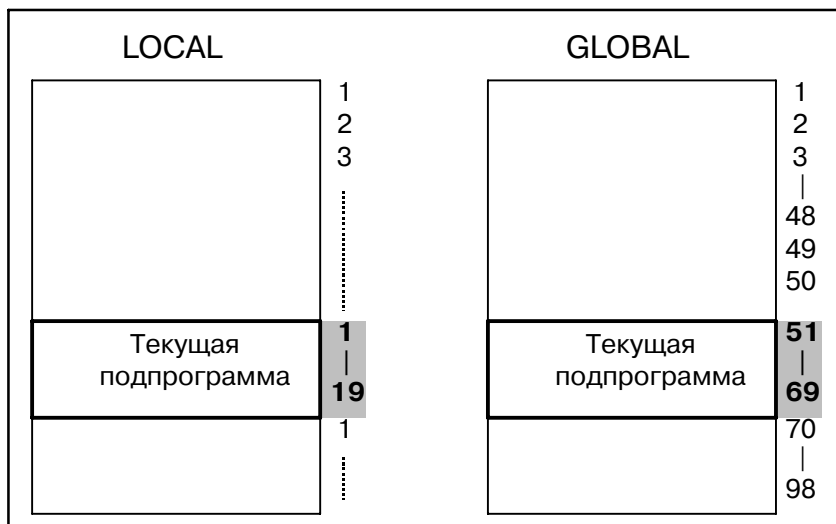 LOCAL
1
2
3
Текущая
подпрограмма
1
19
1
GLOBAL
1
2
3
48
49
50
Текущая
подпрограмма
51
69
70
98